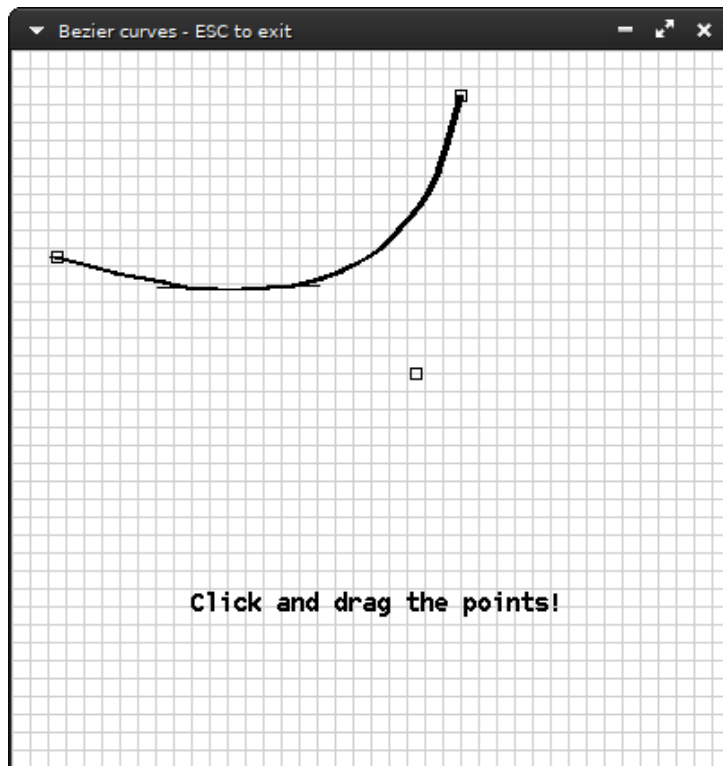 Bezier curves - ESC to exit
Click and drag the points!